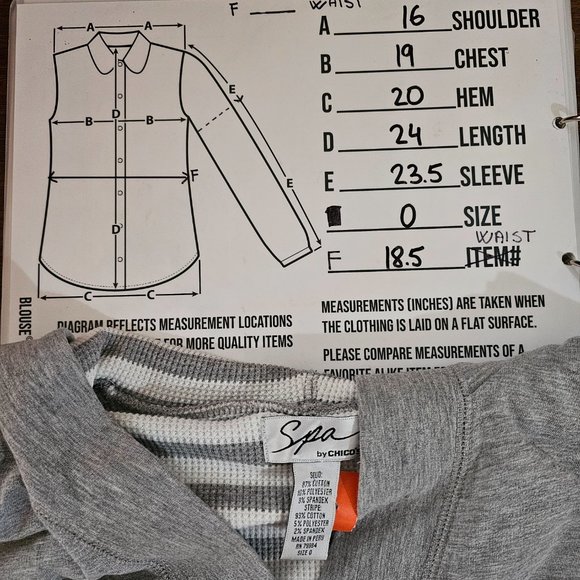 F ____ WAIST
A 16 SHOULDER
B 19 CHEST
C 20 HEM
D 24 LENGTH
E 23.5 SLEEVE
0 SIZE
WAIST
F 18.5 ITEM#
A A
B B
D
E
F
E
D
C C
BLOUSE
DIAGRAM REFLECTS MEASUREMENT LOCATIONS
FOR MORE QUALITY ITEMS
MEASUREMENTS (INCHES) ARE TAKEN WHEN
THE CLOTHING IS LAID ON A FLAT SURFACE.
PLEASE COMPARE MEASUREMENTS OF A
FAVORITE ALIKE ITEM
Spa
by CHICO'S
SOLID:
87% COTTON
10% POLYESTER
3% SPANDEX
STRIPE:
93% COTTON
5% POLYESTER
2% SPANDEX
MADE IN PERU
RN 79984
SIZE 0